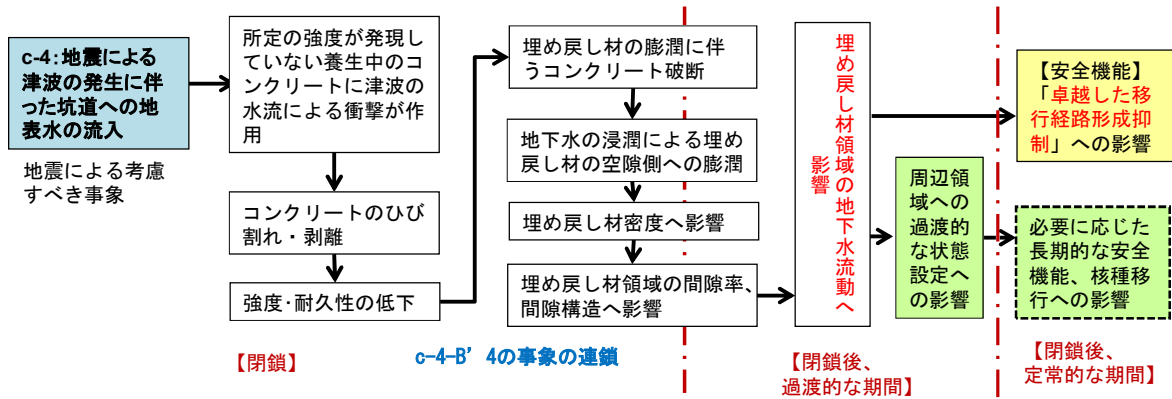 c-4:地震による
津波の発生に伴
った坑道への地
表水の流入
地震による考慮
すべき事象
所定の強度が発現し
ていない養生中のコ
ンクリートに津波の
水流による衝撃が作
用
コンクリートのひび
割れ・剥離
強度・耐久性の低下
【閉鎖】
埋め戻し材の膨潤に伴
うコンクリート破断
地下水の浸潤による埋め
戻し材の空隙側への膨潤
埋め戻し材密度へ影響
埋め戻し材領域の間隙率、
間隙構造へ影響
c-4-B’4の事象の連鎖
埋め戻し材領域の地下水流動へ
影響
【閉鎖後、
過渡的な期間】
周辺領
域への
過渡的
な状態
設定へ
の影響
【安全機能】
「卓越した移
行経路形成抑
制」への影響
必要に応じた
長期的な安全
機能、核種移
行への影響
【閉鎖後、
定常的な期間】